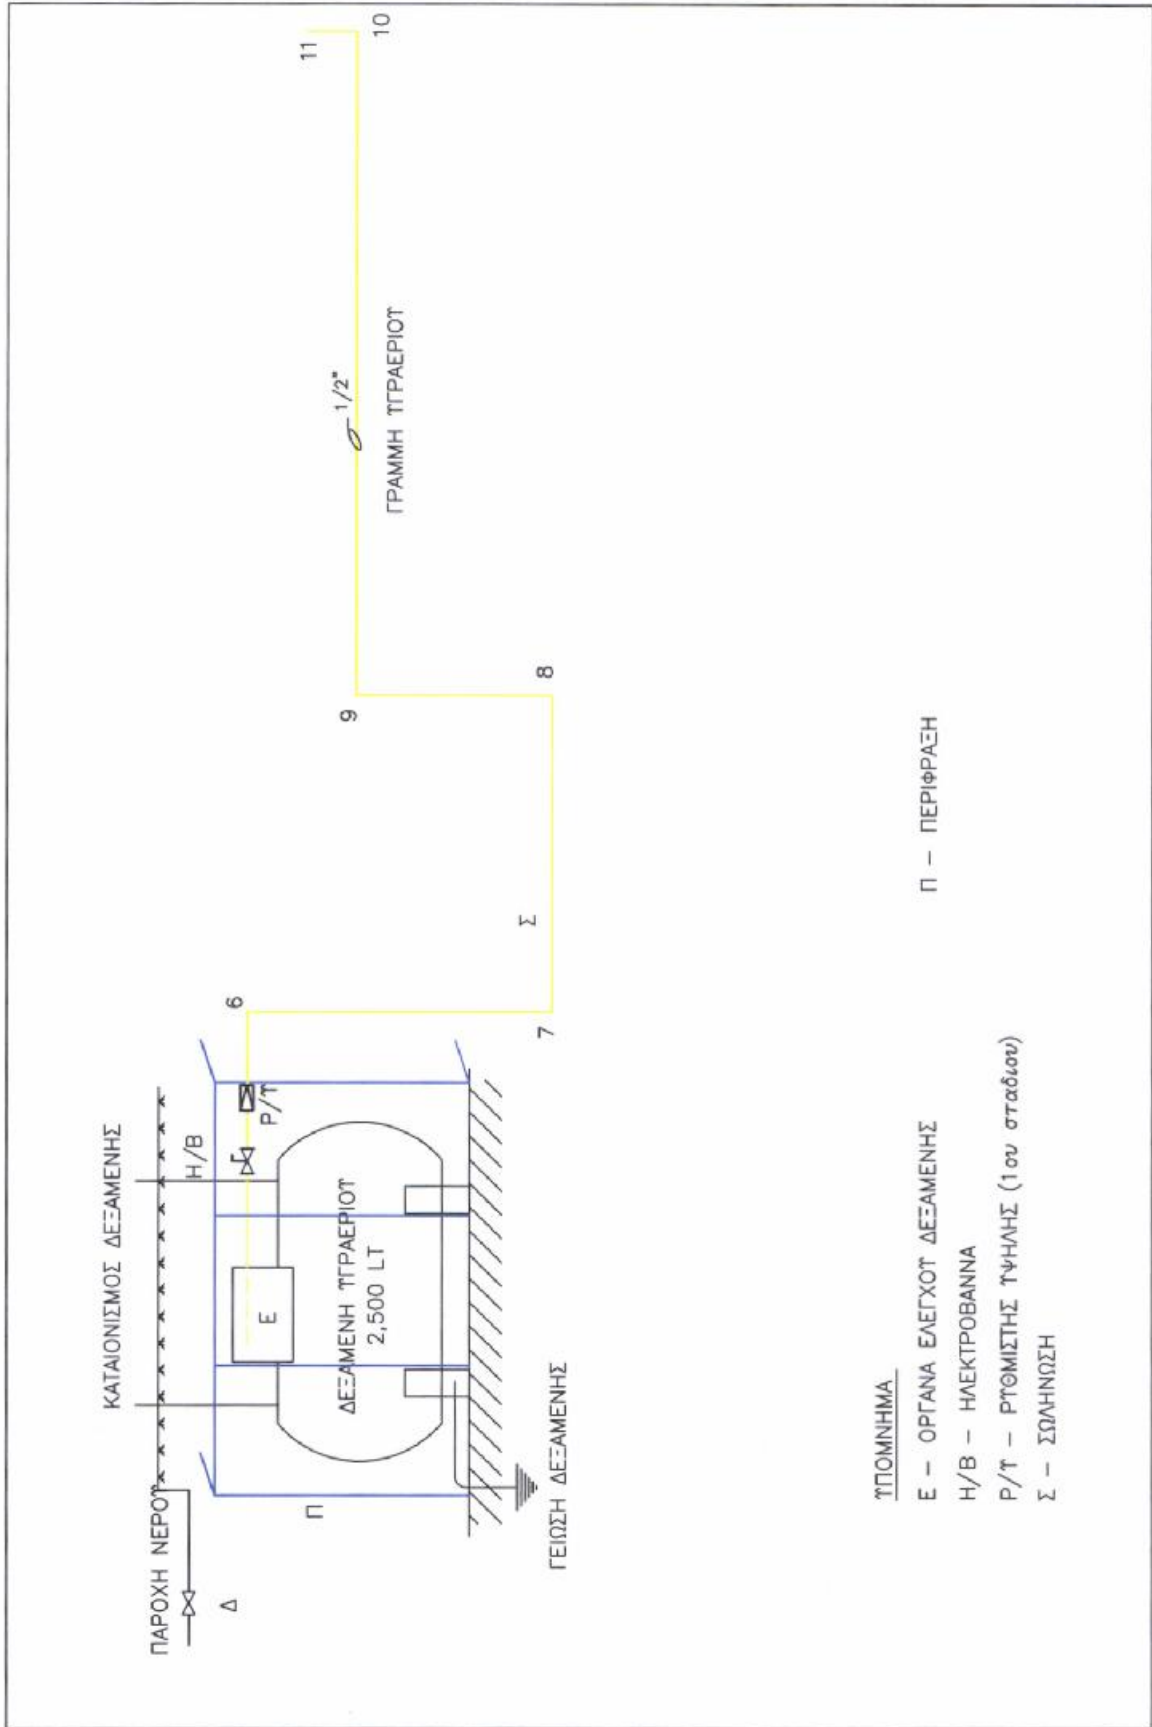 ΠΑΡΟΧΗ ΝΕΡΟΥ
Δ
ΚΑΤΑΙΟΝΙΣΜΟΣ ΔΕΞΑΜΕΝΗΣ
Η/Β
Ρ/Υ
Ε
ΔΕΞΑΜΕΝΗ ΥΓΡΑΕΡΙΟΥ
2,500 LT
Π
ΓΕΙΩΣΗ ΔΕΞΑΜΕΝΗΣ
6
7
Σ
8
9
1/2"
ΓΡΑΜΜΗ ΥΓΡΑΕΡΙΟΥ
10
11
ΥΠΟΜΝΗΜΑ
Ε – ΟΡΓΑΝΑ ΕΛΕΓΧΟΥ ΔΕΞΑΜΕΝΗΣ
Π – ΠΕΡΙΦΡΑΞΗ
Η/Β – ΗΛΕΚΤΡΟΒΑΝΝΑ
Ρ/Υ – ΡΥΘΜΙΣΤΗΣ ΥΨΗΛΗΣ (1ου σταδίου)
Σ – ΣΩΛΗΝΩΣΗ